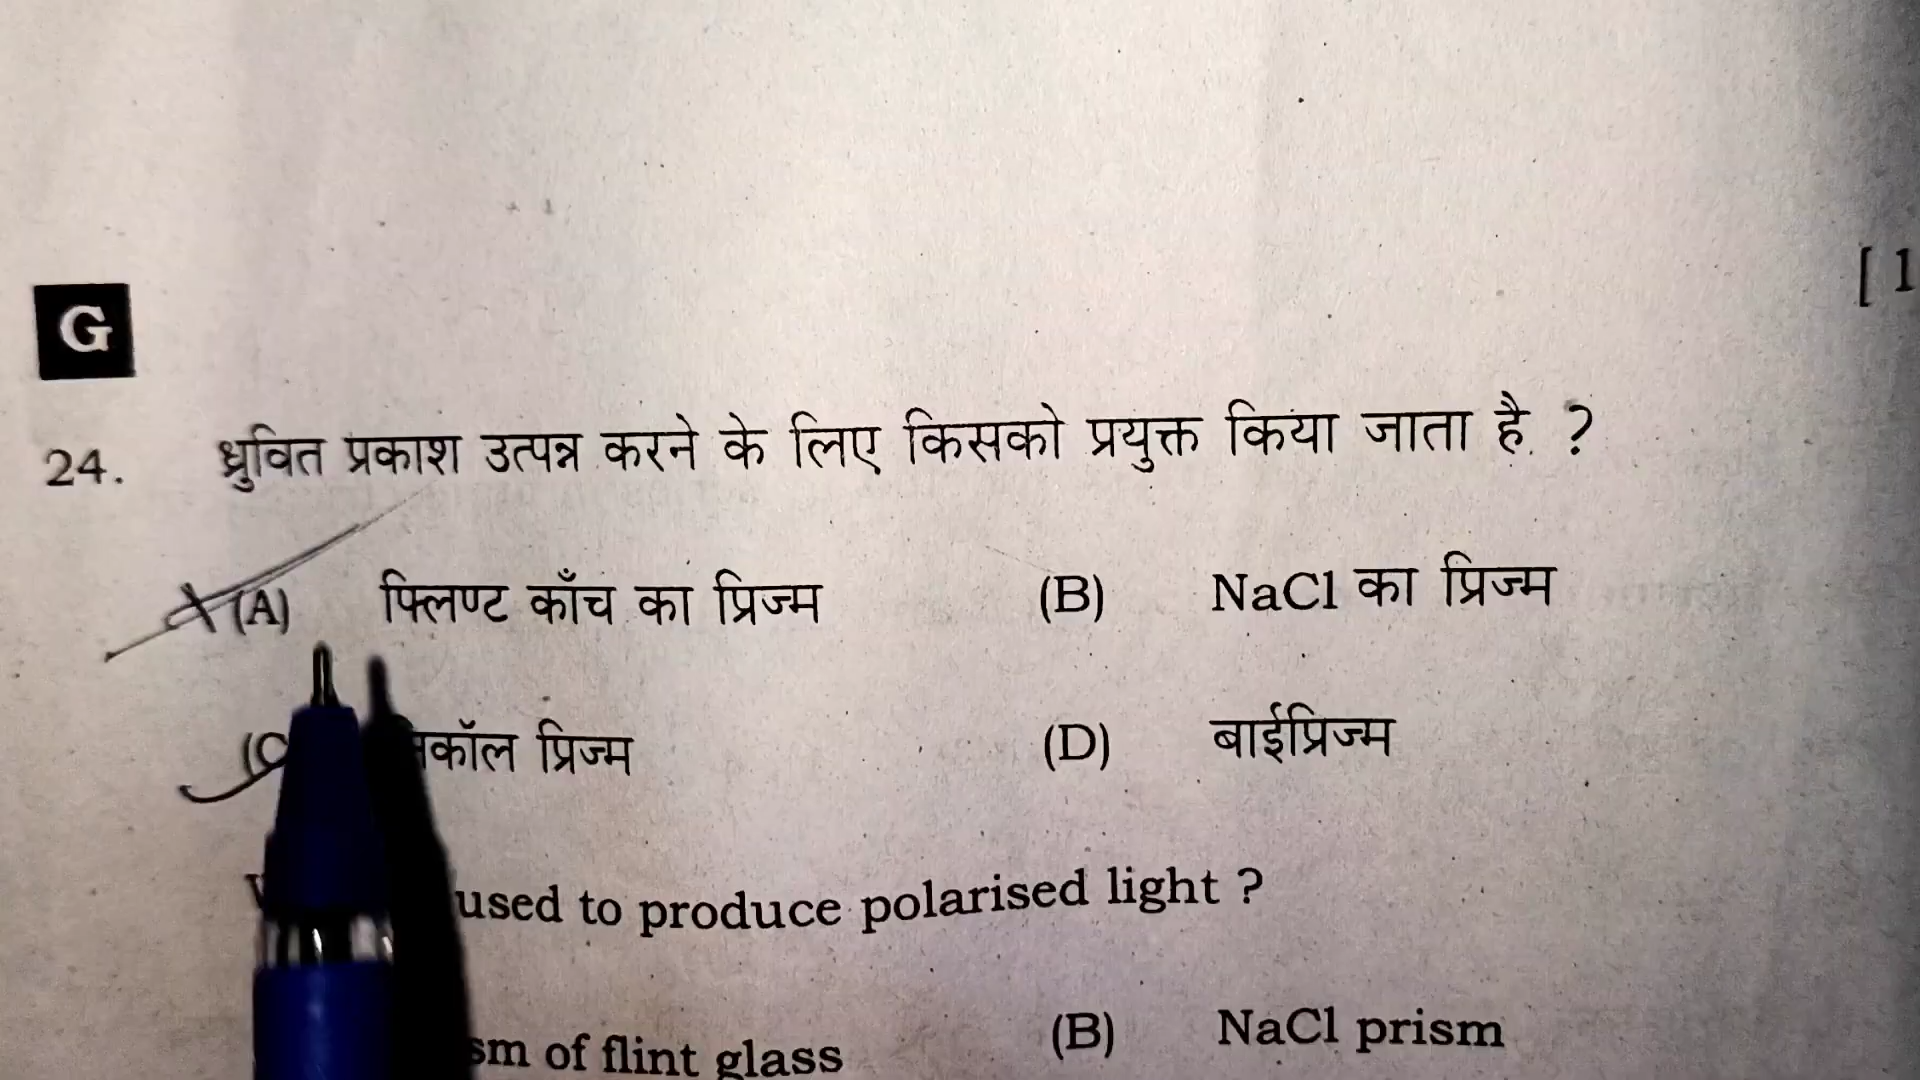 [ 1
G
24. ध्रुवित प्रकाश उत्पन्न करने के लिए किसको प्रयुक्त किया जाता है ?
(A) फ्लिण्ट काँच का प्रिज्म (B) NaCl का प्रिज्म
(C प्रिज्म (D) बाईप्रिज्म
used to produce polarised light ?
of flint glass (B) NaCl prism